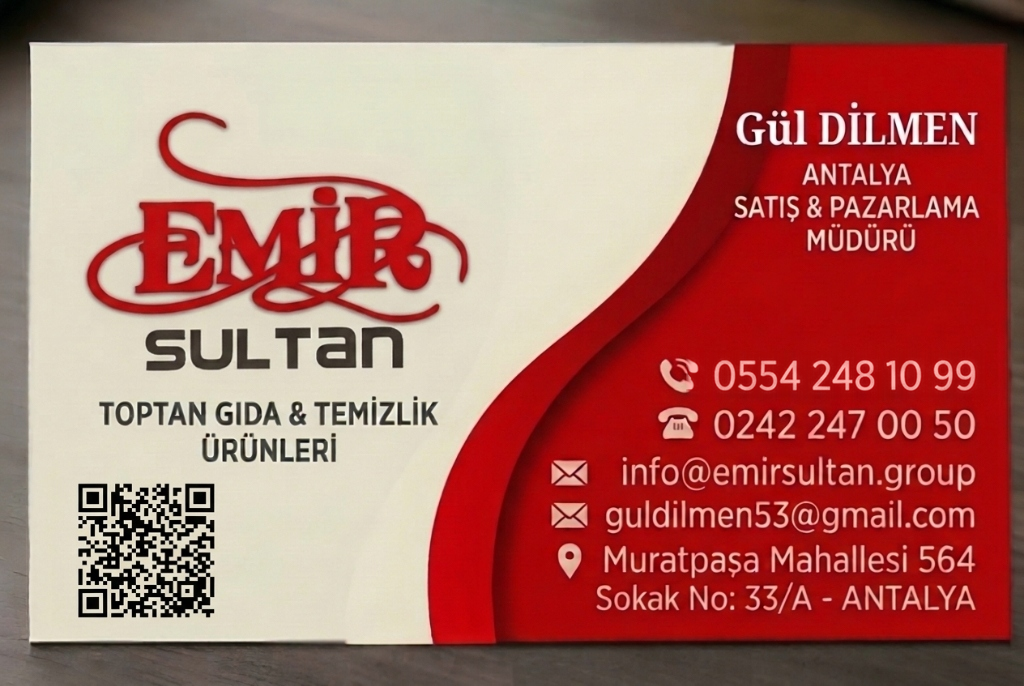 EMİR
SULTAN
TOPTAN GIDA & TEMİZLİK
ÜRÜNLERİ
Gül DİLMEN
ANTALYA
SATIŞ & PAZARLAMA
MÜDÜRÜ
0554 248 10 99
0242 247 00 50
info@emirsultan.group
guldilmen53@gmail.com
Muratpaşa Mahallesi 564
Sokak No: 33/A - ANTALYA